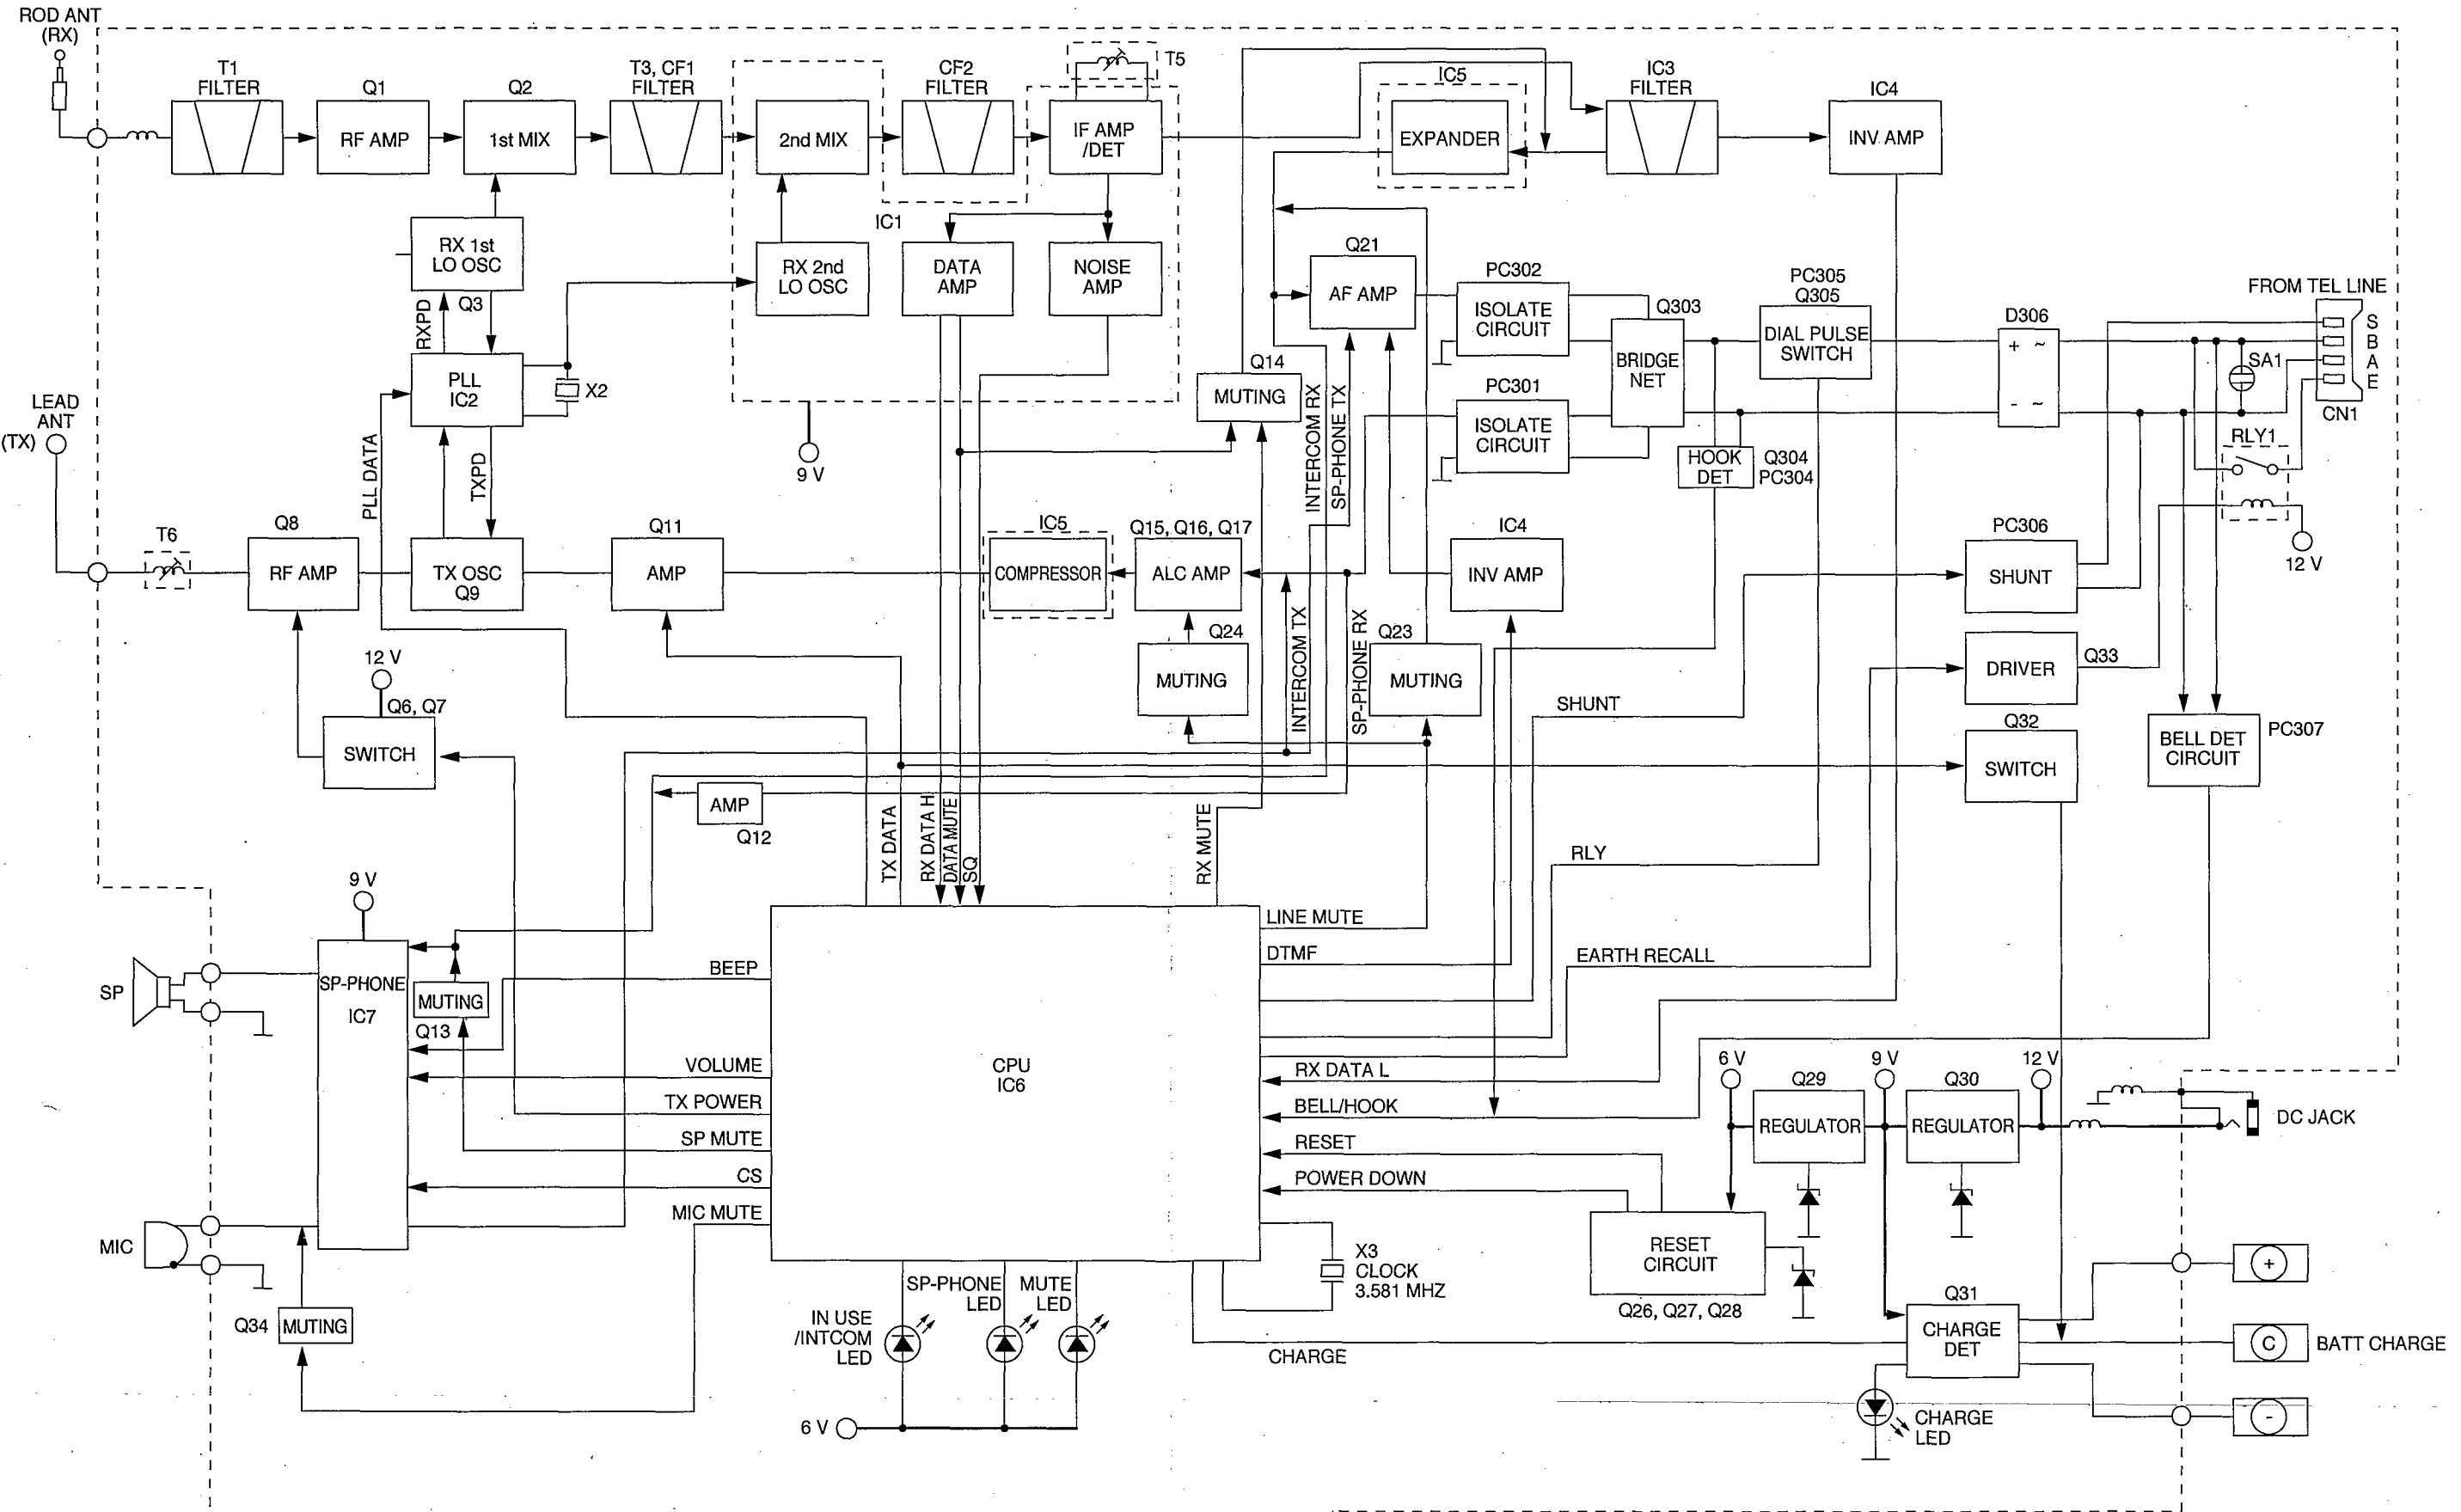 ROD ANT
(RX)
T1
FILTER
Q1
RF AMP
Q2
1st MIX
T3, CF1
FILTER
2nd MIX
CF2
FILTER
T5
IF AMP
/DET
IC5
EXPANDER
IC3
FILTER
IC4
INV AMP
RX 1st
LO OSC
Q3
RXPD
IC1
RX 2nd
LO OSC
DATA
AMP
NOISE
AMP
PLL
IC2
X2
9 V
Q14
MUTING
Q21
AF AMP
PC302
ISOLATE
CIRCUIT
PC301
ISOLATE
CIRCUIT
Q303
BRIDGE
NET
PC305
Q305
DIAL PULSE
SWITCH
HOOK
DET
Q304
PC304
D306
+ ~
- ~
FROM TEL LINE
S
B
A
E
SA1
CN1
RLY1
12 V
LEAD
ANT
(TX)
PLL DATA
TXPD
INTERCOM RX
SP-PHONE TX
T6
Q8
RF AMP
TX OSC
Q9
Q11
AMP
IC5
COMPRESSOR
Q15, Q16, Q17
ALC AMP
IC4
INV AMP
PC306
SHUNT
DRIVER
Q33
Q32
SWITCH
BELL DET
CIRCUIT
PC307
12 V
Q6, Q7
SWITCH
Q24
MUTING
INTERCOM TX
SP-PHONE RX
Q23
MUTING
SHUNT
AMP
Q12
TX DATA
RX DATA H
DATA MUTE
SQ
RX MUTE
RLY
9 V
SP
SP-PHONE
IC7
MUTING
Q13
BEEP
VOLUME
TX POWER
SP MUTE
CS
MIC MUTE
CPU
IC6
LINE MUTE
DTMF
EARTH RECALL
RX DATA L
BELL/HOOK
RESET
POWER DOWN
6 V
Q29
REGULATOR
9 V
Q30
REGULATOR
12 V
DC JACK
MIC
Q34
MUTING
IN USE
/INTCOM
LED
SP-PHONE
LED
MUTE
LED
6 V
X3
CLOCK
3.581 MHZ
RESET
CIRCUIT
Q26, Q27, Q28
CHARGE
Q31
CHARGE
DET
CHARGE
LED
+
C
BATT CHARGE
-